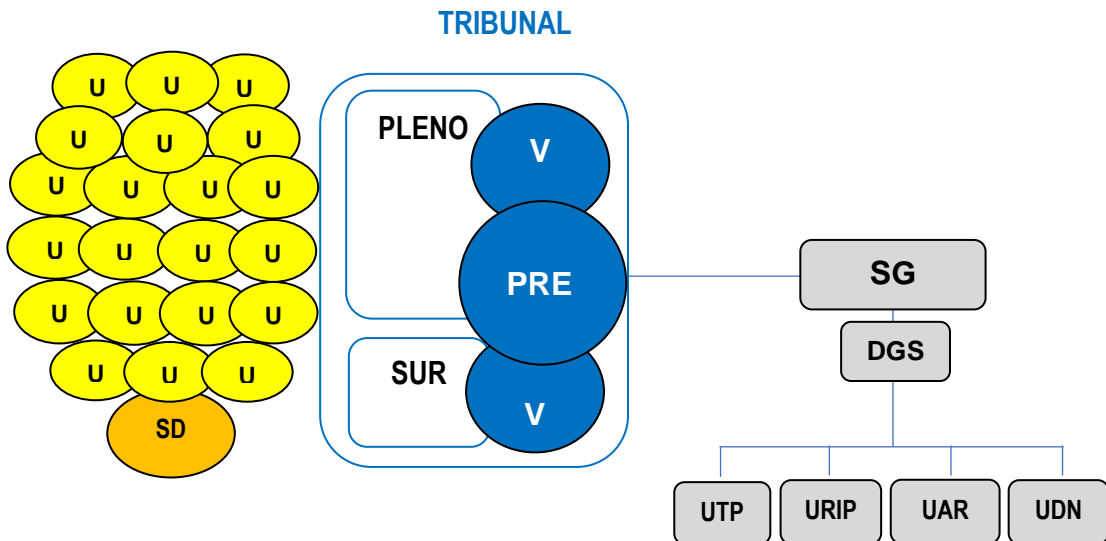 TRIBUNAL
U U U
U U U
U U U U
U U U U
U U U U
U U U
SD
PLENO
V
PRE
SUR
V
SG
DGS
UTP URIP UAR UDN